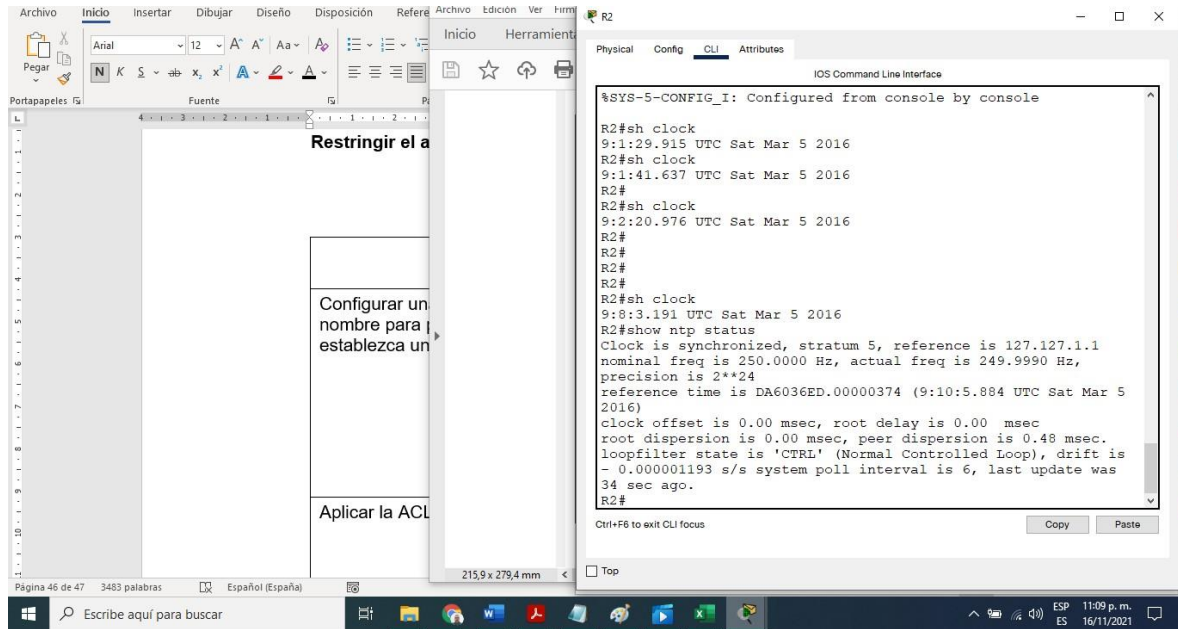 Archivo Inicio Insertar Dibujar Diseño Disposición Refere
Pegar
Arial 12
N K S ab x₂ x²
Portapapeles Fuente
Restringir el a
Configurar un
nombre para
establezca un
Aplicar la ACL
Página 46 de 47 3483 palabras Español (España)
Archivo Edición Ver Firm
Inicio Herramient
215,9 x 279,4 mm
R2
Physical Config CLI Attributes
IOS Command Line Interface
%SYS-5-CONFIG_I: Configured from console by console
R2#sh clock
9:1:29.915 UTC Sat Mar 5 2016
R2#sh clock
9:1:41.637 UTC Sat Mar 5 2016
R2#
R2#sh clock
9:2:20.976 UTC Sat Mar 5 2016
R2#
R2#
R2#
R2#
R2#sh clock
9:8:3.191 UTC Sat Mar 5 2016
R2#show ntp status
Clock is synchronized, stratum 5, reference is 127.127.1.1
nominal freq is 250.0000 Hz, actual freq is 249.9990 Hz,
precision is 2**24
reference time is DA6036ED.00000374 (9:10:5.884 UTC Sat Mar 5
2016)
clock offset is 0.00 msec, root delay is 0.00 msec
root dispersion is 0.00 msec, peer dispersion is 0.48 msec.
loopfilter state is 'CTRL' (Normal Controlled Loop), drift is
- 0.000001193 s/s system poll interval is 6, last update was
34 sec ago.
R2#
Ctrl+F6 to exit CLI focus
Copy Paste
Top
Escribe aquí para buscar
ESP 11:09 p. m.
ES 16/11/2021